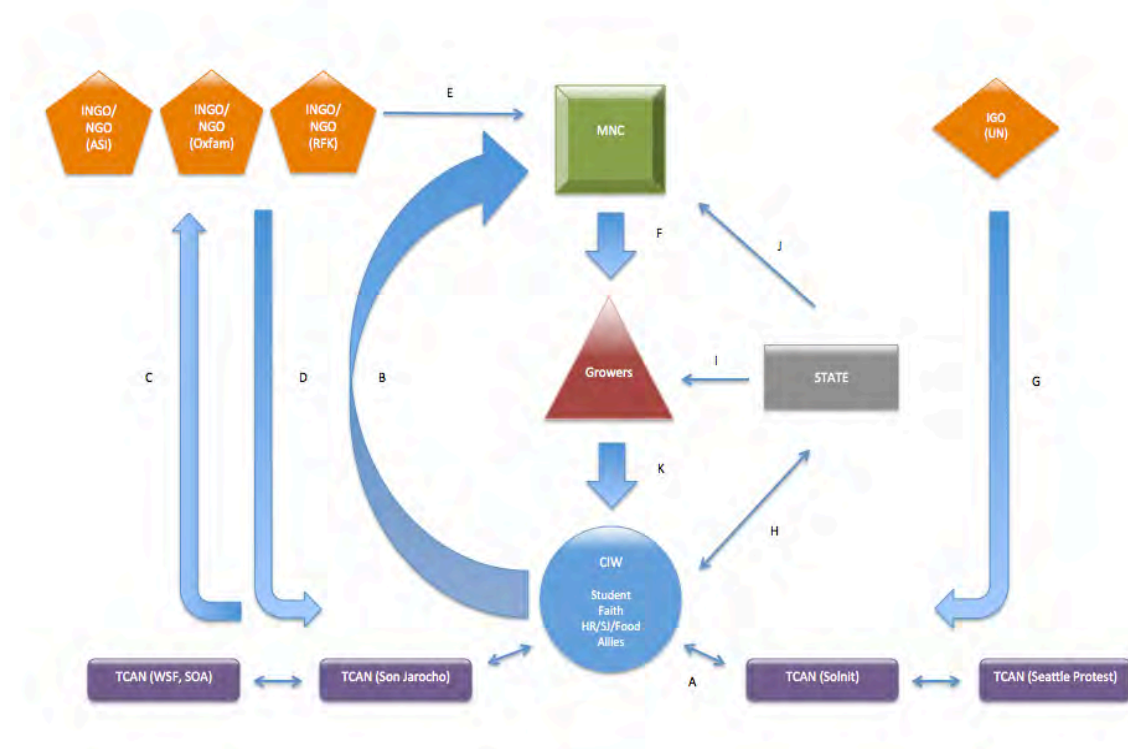 INGO/
NGO
(ASI)
INGO/
NGO
(Oxfam)
INGO/
NGO
(RFK)
E
MNC
IGO
(UN)
F
J
C
D
B
Growers
I
STATE
G
K
H
CIW
Student
Faith
HR/SJ/Food
Allies
A
TCAN (WSF, SOA)
TCAN (Son Jarocho)
TCAN (Solnit)
TCAN (Seattle Protest)